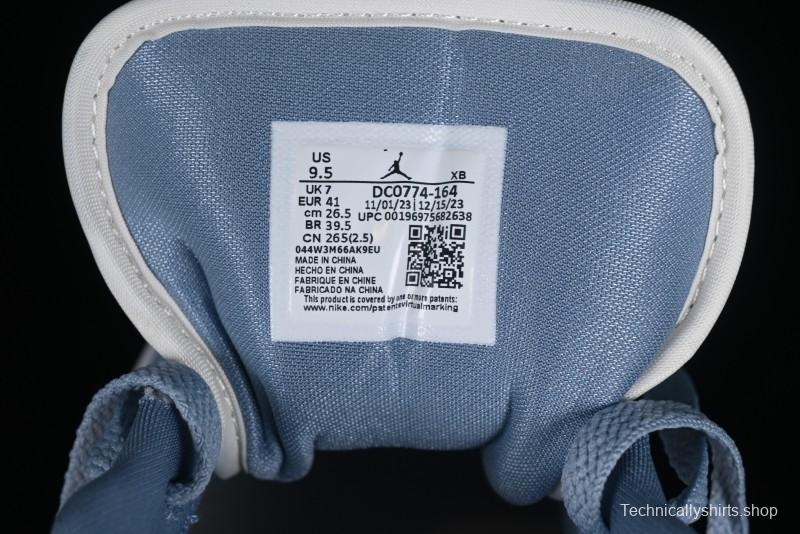 US
9.5 XB
UK 7 DC0774-164
EUR 41 11/01/23 | 12/15/23
cm 26.5 UPC 00196975682638
BR 39.5
CN 265(2.5)
044W3M66AK9EU
MADE IN CHINA
HECHO EN CHINA
FABRIQUE EN CHINE
FABRICADO NA CHINA
This product is covered by one or more patents:
www.nike.com/patentsvirtualmarking
Technicallyshirts.shop